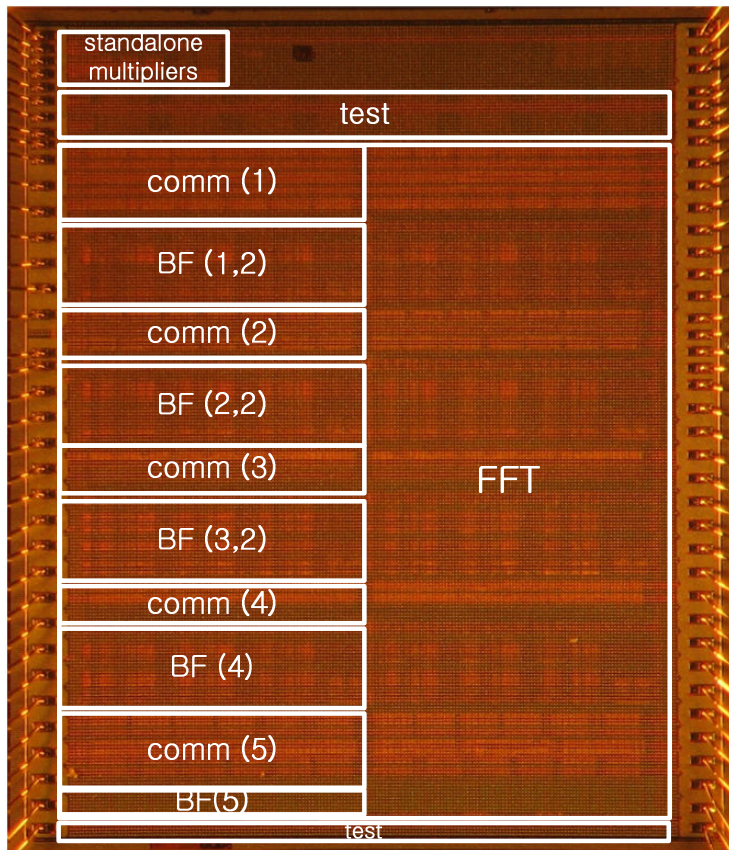 standalone
multipliers
test
comm (1)
BF (1,2)
comm (2)
BF (2,2)
comm (3)
FFT
BF (3,2)
comm (4)
BF (4)
comm (5)
BF(5)
test